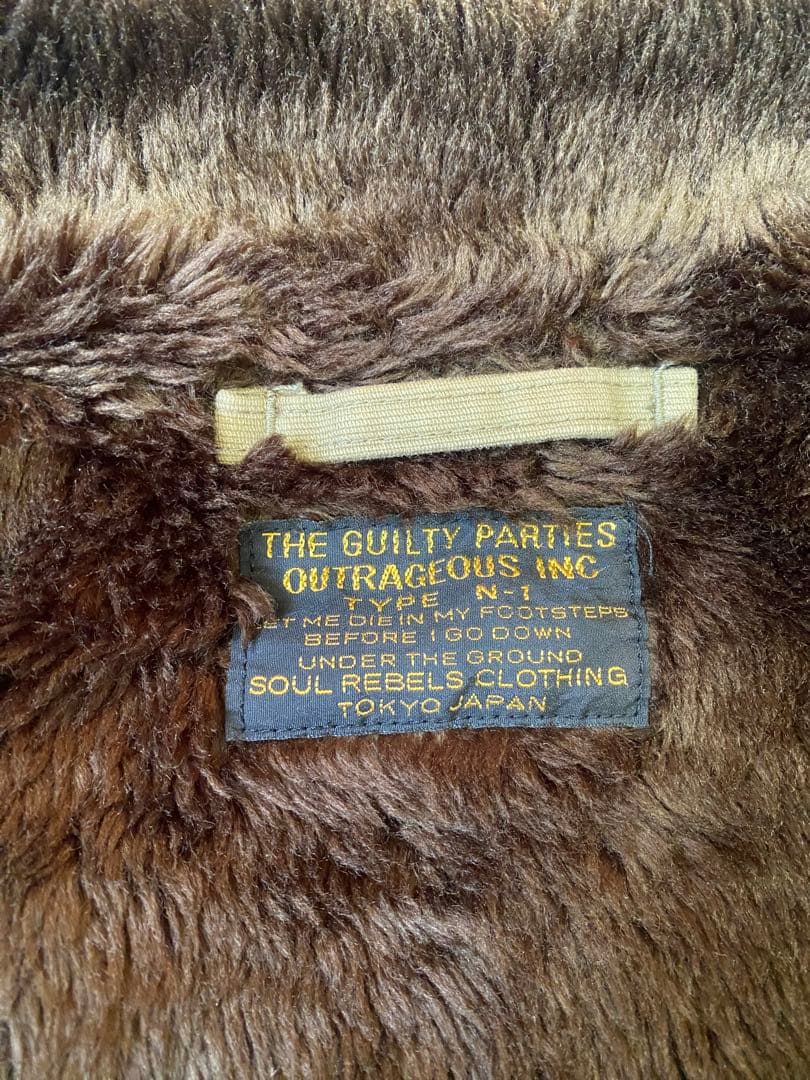 THE GUILTY PARTIES
OUTRAGEOUS INC
TYPE N-1
LET ME DIE IN MY FOOTSTEPS
BEFORE I GO DOWN
UNDER THE GROUND
SOUL REBELS CLOTHING
TOKYO JAPAN